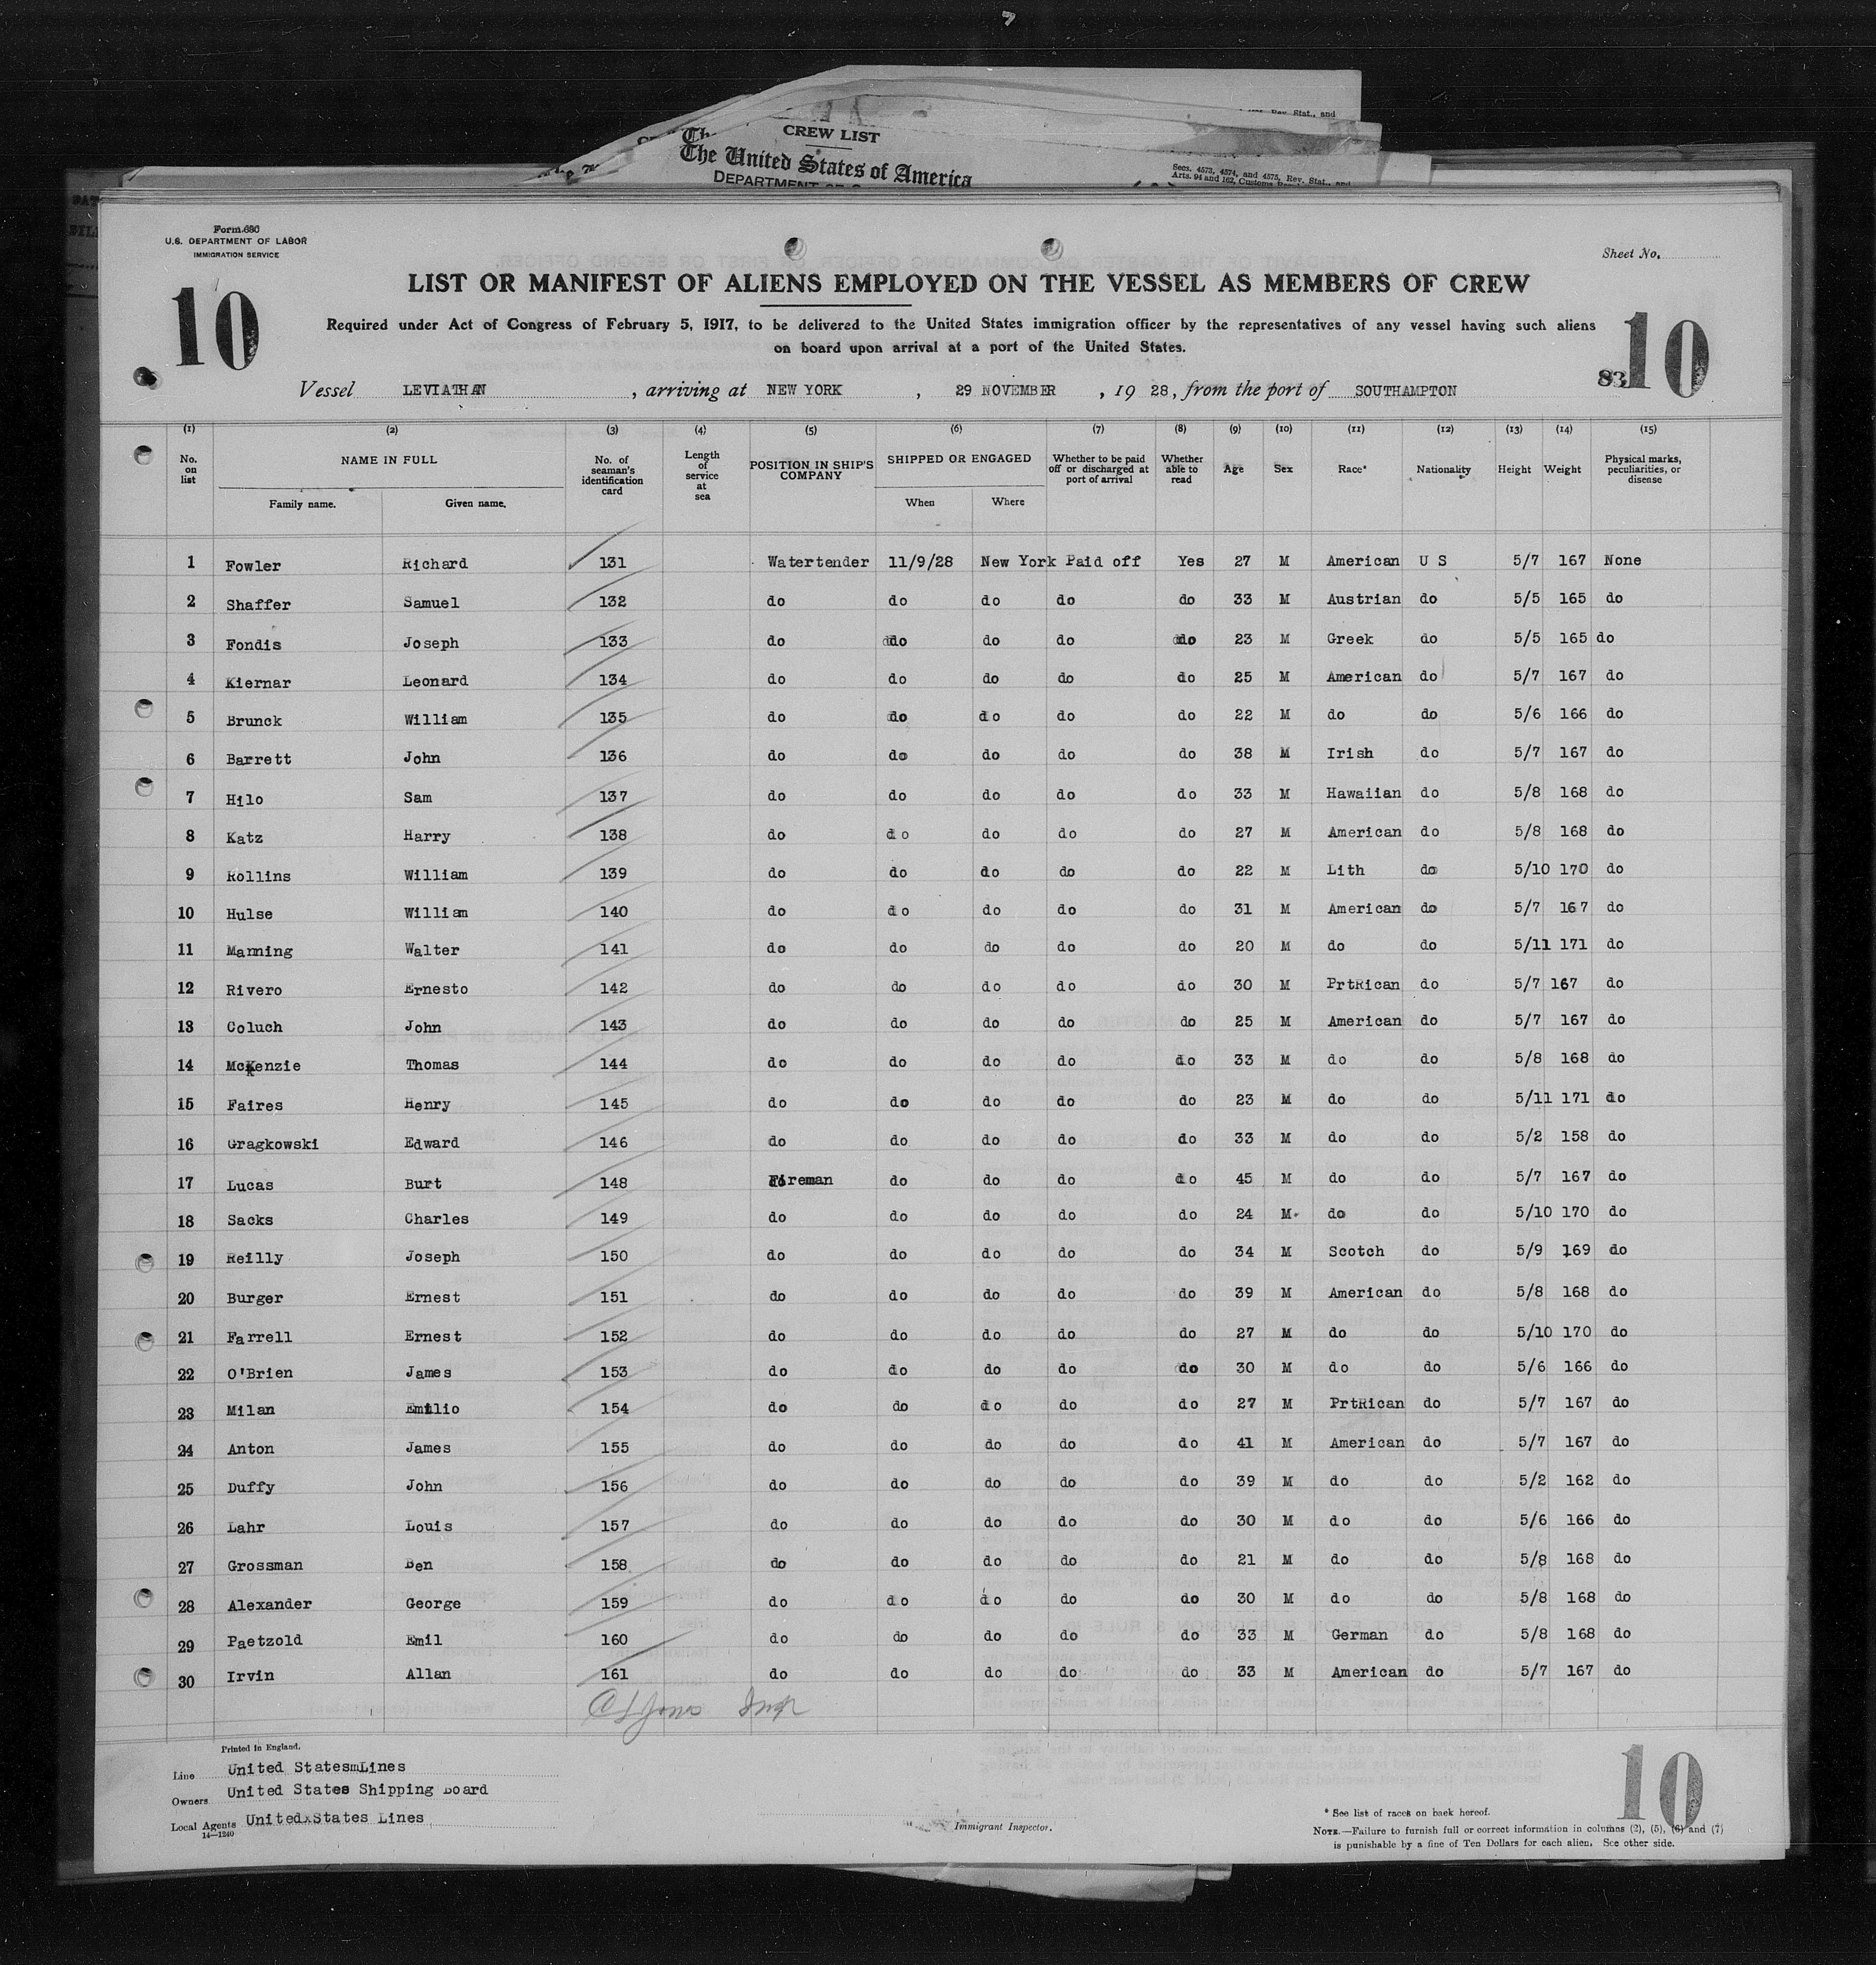 7
Rev. Stat., and
CREW LIST
The United States of America
DEPARTMENT
Secs. 4573, 4574, and 4575, Rev. Stat., and
Arts. 94 and 162, Customs
Form 680
U.S. DEPARTMENT OF LABOR
IMMIGRATION SERVICE
Sheet No.
10
LIST OR MANIFEST OF ALIENS EMPLOYED ON THE VESSEL AS MEMBERS OF CREW
Required under Act of Congress of February 5, 1917, to be delivered to the United States immigration officer by the representatives of any vessel having such aliens
on board upon arrival at a port of the United States.
83 10
Vessel LEVIATHAN , arriving at NEW YORK , 29 NOVEMBER , 19 28, from the port of SOUTHAMPTON
(1) (2) (3) (4) (5) (6) (7) (8) (9) (10) (11) (12) (13) (14) (15)
No. on list NAME IN FULL Family name. Given name. No. of seaman's identification card Length of service at sea POSITION IN SHIP'S COMPANY SHIPPED OR ENGAGED When Where Whether to be paid off or discharged at port of arrival Whether able to read Age Sex Race* Nationality Height Weight Physical marks, peculiarities, or disease
1 Fowler Richard 131 Watertender 11/9/28 New York Paid off Yes 27 M American U S 5/7 167 None
2 Shaffer Samuel 132 do do do do do 33 M Austrian do 5/5 165 do
3 Fondis Joseph 133 do do do do do 23 M Greek do 5/5 165 do
4 Kiernar Leonard 134 do do do do do 25 M American do 5/7 167 do
5 Brunck William 135 do do do do do 22 M do do 5/6 166 do
6 Barrett John 136 do do do do do 38 M Irish do 5/7 167 do
7 Hilo Sam 137 do do do do do 33 M Hawaiian do 5/8 168 do
8 Katz Harry 138 do do do do do 27 M American do 5/8 168 do
9 Rollins William 139 do do do do do 22 M Lith do 5/10 170 do
10 Hulse William 140 do do do do do 31 M American do 5/7 167 do
11 Manning Walter 141 do do do do do 20 M do do 5/11 171 do
12 Rivero Ernesto 142 do do do do do 30 M PrtRican do 5/7 167 do
13 Coluch John 143 do do do do do 25 M American do 5/7 167 do
14 McKenzie Thomas 144 do do do do do 33 M do do 5/8 168 do
15 Faires Henry 145 do do do do do 23 M do do 5/11 171 do
16 Gragkowski Edward 146 do do do do do 33 M do do 5/2 158 do
17 Lucas Burt 148 Fireman do do do do 45 M do do 5/7 167 do
18 Sacks Charles 149 do do do do do 24 M do do 5/10 170 do
19 Reilly Joseph 150 do do do do do 34 M Scotch do 5/9 169 do
20 Burger Ernest 151 do do do do do 39 M American do 5/8 168 do
21 Farrell Ernest 152 do do do do do 27 M do do 5/10 170 do
22 O'Brien James 153 do do do do do 30 M do do 5/6 166 do
23 Milan Emilio 154 do do do do do 27 M PrtRican do 5/7 167 do
24 Anton James 155 do do do do do 41 M American do 5/7 167 do
25 Duffy John 156 do do do do do 39 M do do 5/2 162 do
26 Lahr Louis 157 do do do do do 30 M do do 5/6 166 do
27 Grossman Ben 158 do do do do do 21 M do do 5/8 168 do
28 Alexander George 159 do do do do do 30 M do do 5/8 168 do
29 Paetzold Emil 160 do do do do do 33 M German do 5/8 168 do
30 Irvin Allan 161 do do do do do 33 M American do 5/7 167 do
Jones Insp
Printed in England.
Line United StatesmLines
Owners United States Shipping Board
Local Agents UnitedxStates Lines
14—1240
Immigrant Inspector.
10
* See list of races on back hereof.
NOTE.—Failure to furnish full or correct information in columns (2), (5), (6) and (7)
is punishable by a fine of Ten Dollars for each alien. See other side.